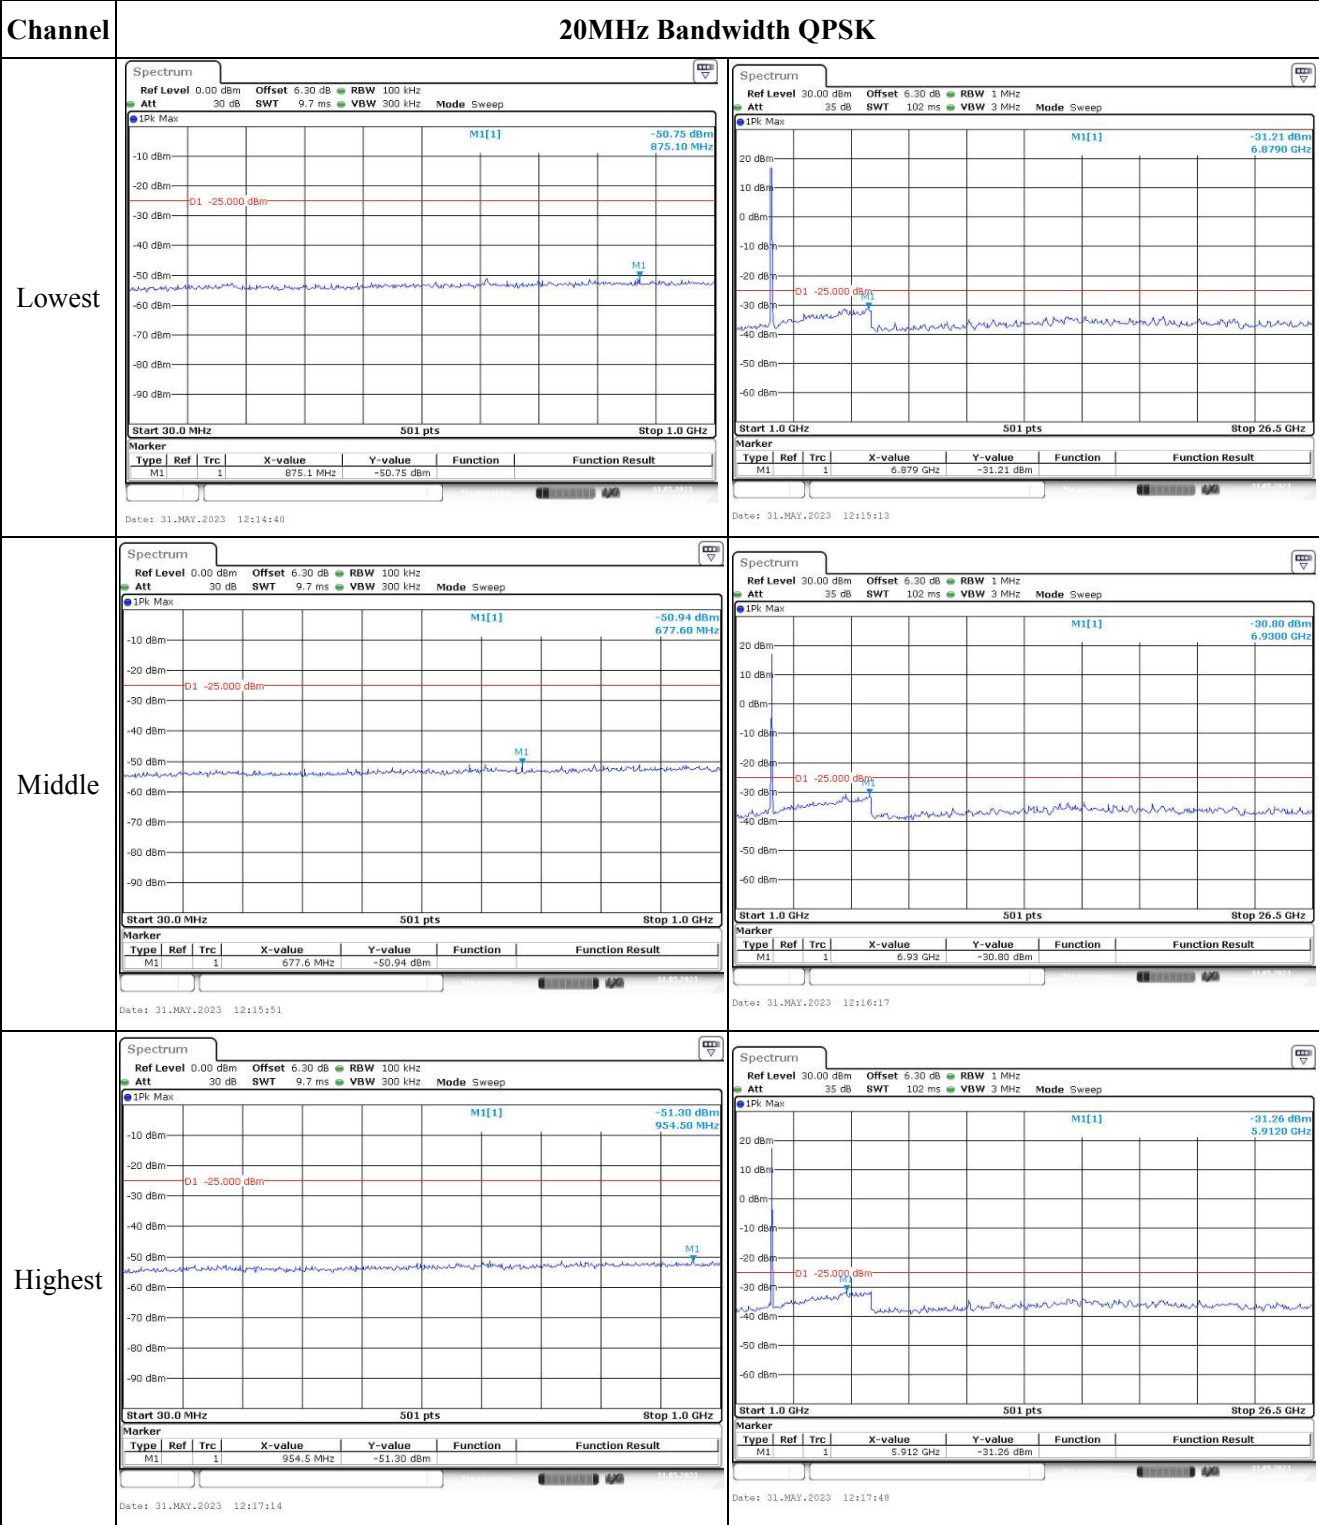 Channel 20MHz Bandwidth QPSK
Lowest
Spectrum
Ref Level 0.00 dBm Offset 6.30 dB RBW 100 kHz
Att 30 dB SWT 9.7 ms VBW 300 kHz Mode Sweep
1Pk Max
M1[1] -50.75 dBm
875.10 MHz
-10 dBm
-20 dBm
D1 -25.000 dBm
-30 dBm
-40 dBm
M1
-50 dBm
-60 dBm
-70 dBm
-80 dBm
-90 dBm
Start 30.0 MHz 501 pts Stop 1.0 GHz
Marker
Type Ref Trc X-value Y-value Function Function Result
M1 1 875.1 MHz -50.75 dBm
Date: 31.MAY.2023 12:14:40
Spectrum
Ref Level 30.00 dBm Offset 6.30 dB RBW 1 MHz
Att 35 dB SWT 102 ms VBW 3 MHz Mode Sweep
1Pk Max
M1[1] -31.21 dBm
6.8790 GHz
20 dBm
10 dBm
0 dBm
-10 dBm
-20 dBm
D1 -25.000 dBm
M1
-30 dBm
-40 dBm
-50 dBm
-60 dBm
Start 1.0 GHz 501 pts Stop 26.5 GHz
Marker
Type Ref Trc X-value Y-value Function Function Result
M1 1 6.879 GHz -31.21 dBm
Date: 31.MAY.2023 12:15:13
Middle
Spectrum
Ref Level 0.00 dBm Offset 6.30 dB RBW 100 kHz
Att 30 dB SWT 9.7 ms VBW 300 kHz Mode Sweep
1Pk Max
M1[1] -50.94 dBm
677.60 MHz
-10 dBm
-20 dBm
D1 -25.000 dBm
-30 dBm
-40 dBm
M1
-50 dBm
-60 dBm
-70 dBm
-80 dBm
-90 dBm
Start 30.0 MHz 501 pts Stop 1.0 GHz
Marker
Type Ref Trc X-value Y-value Function Function Result
M1 1 677.6 MHz -50.94 dBm
Date: 31.MAY.2023 12:15:51
Spectrum
Ref Level 30.00 dBm Offset 6.30 dB RBW 1 MHz
Att 35 dB SWT 102 ms VBW 3 MHz Mode Sweep
1Pk Max
M1[1] -30.80 dBm
6.9300 GHz
20 dBm
10 dBm
0 dBm
-10 dBm
-20 dBm
D1 -25.000 dBm
M1
-30 dBm
-40 dBm
-50 dBm
-60 dBm
Start 1.0 GHz 501 pts Stop 26.5 GHz
Marker
Type Ref Trc X-value Y-value Function Function Result
M1 1 6.93 GHz -30.80 dBm
Date: 31.MAY.2023 12:16:17
Highest
Spectrum
Ref Level 0.00 dBm Offset 6.30 dB RBW 100 kHz
Att 30 dB SWT 9.7 ms VBW 300 kHz Mode Sweep
1Pk Max
M1[1] -51.30 dBm
954.50 MHz
-10 dBm
-20 dBm
D1 -25.000 dBm
-30 dBm
-40 dBm
M1
-50 dBm
-60 dBm
-70 dBm
-80 dBm
-90 dBm
Start 30.0 MHz 501 pts Stop 1.0 GHz
Marker
Type Ref Trc X-value Y-value Function Function Result
M1 1 954.5 MHz -51.30 dBm
Date: 31.MAY.2023 12:17:14
Spectrum
Ref Level 30.00 dBm Offset 6.30 dB RBW 1 MHz
Att 35 dB SWT 102 ms VBW 3 MHz Mode Sweep
1Pk Max
M1[1] -31.26 dBm
5.9120 GHz
20 dBm
10 dBm
0 dBm
-10 dBm
-20 dBm
D1 -25.000 dBm
M1
-30 dBm
-40 dBm
-50 dBm
-60 dBm
Start 1.0 GHz 501 pts Stop 26.5 GHz
Marker
Type Ref Trc X-value Y-value Function Function Result
M1 1 5.912 GHz -31.26 dBm
Date: 31.MAY.2023 12:17:48